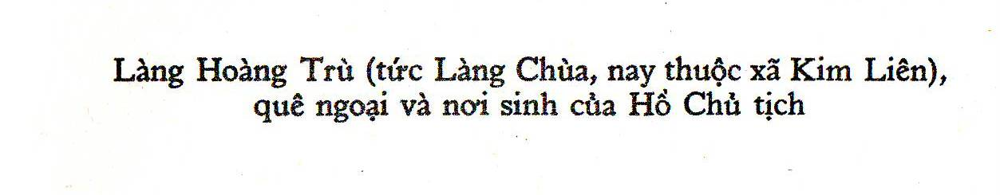 Làng Hoàng Trù (tức Làng Chùa, nay thuộc xã Kim Liên),
quê ngoại và nơi sinh của Hồ Chủ tịch